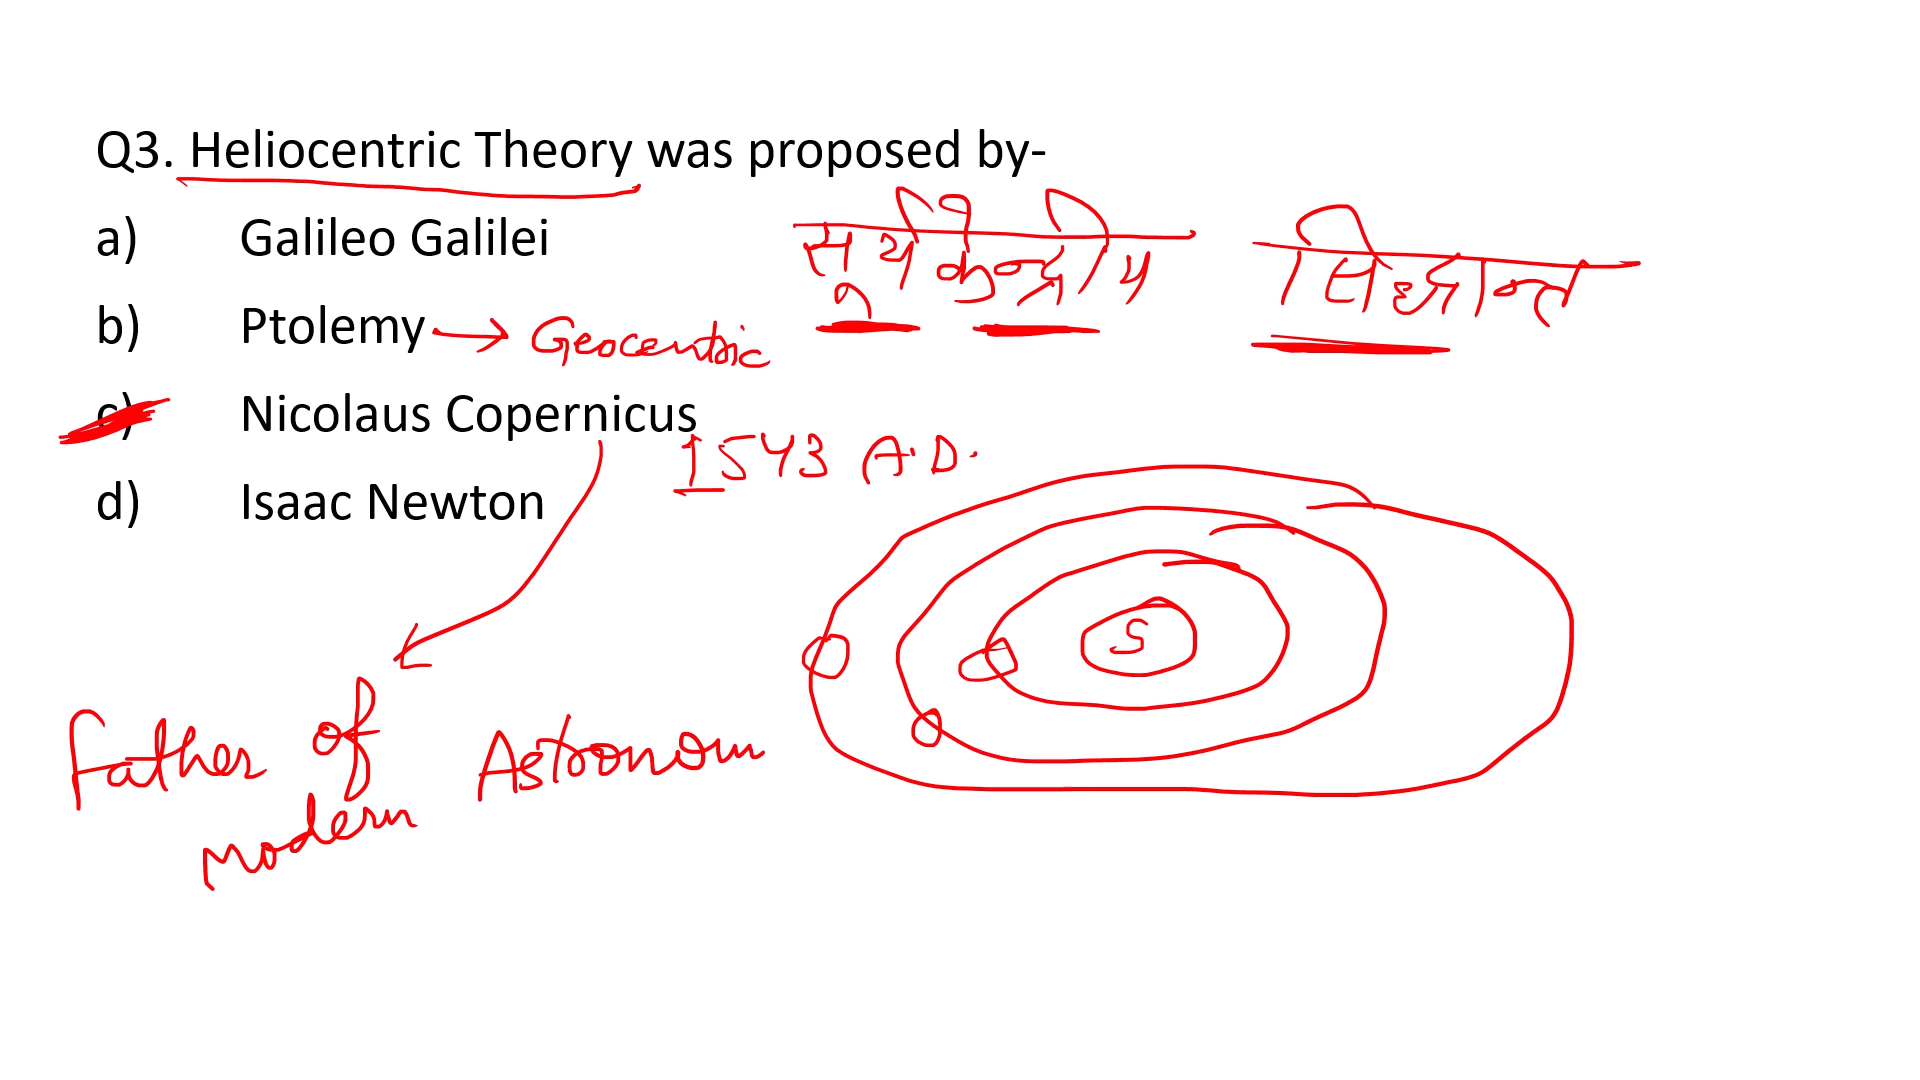 Q3. Heliocentric Theory was proposed by-
a) Galileo Galilei
सूर्य केन्द्रीय सिध्दान्त
b) Ptolemy → Geocentric
c) Nicolaus Copernicus
1543 A.D.
d) Isaac Newton
S
Father of Astronom
modern